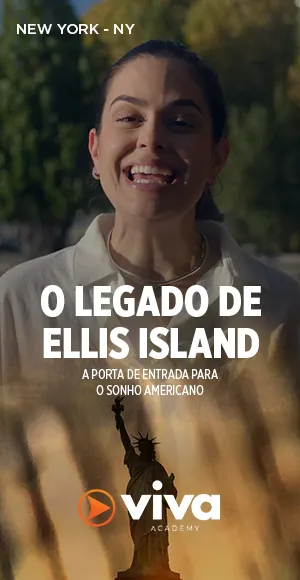 NEW YORK - NY
O LEGADO DE
ELLIS ISLAND
A PORTA DE ENTRADA PARA
O SONHO AMERICANO
viva
ACADEMY